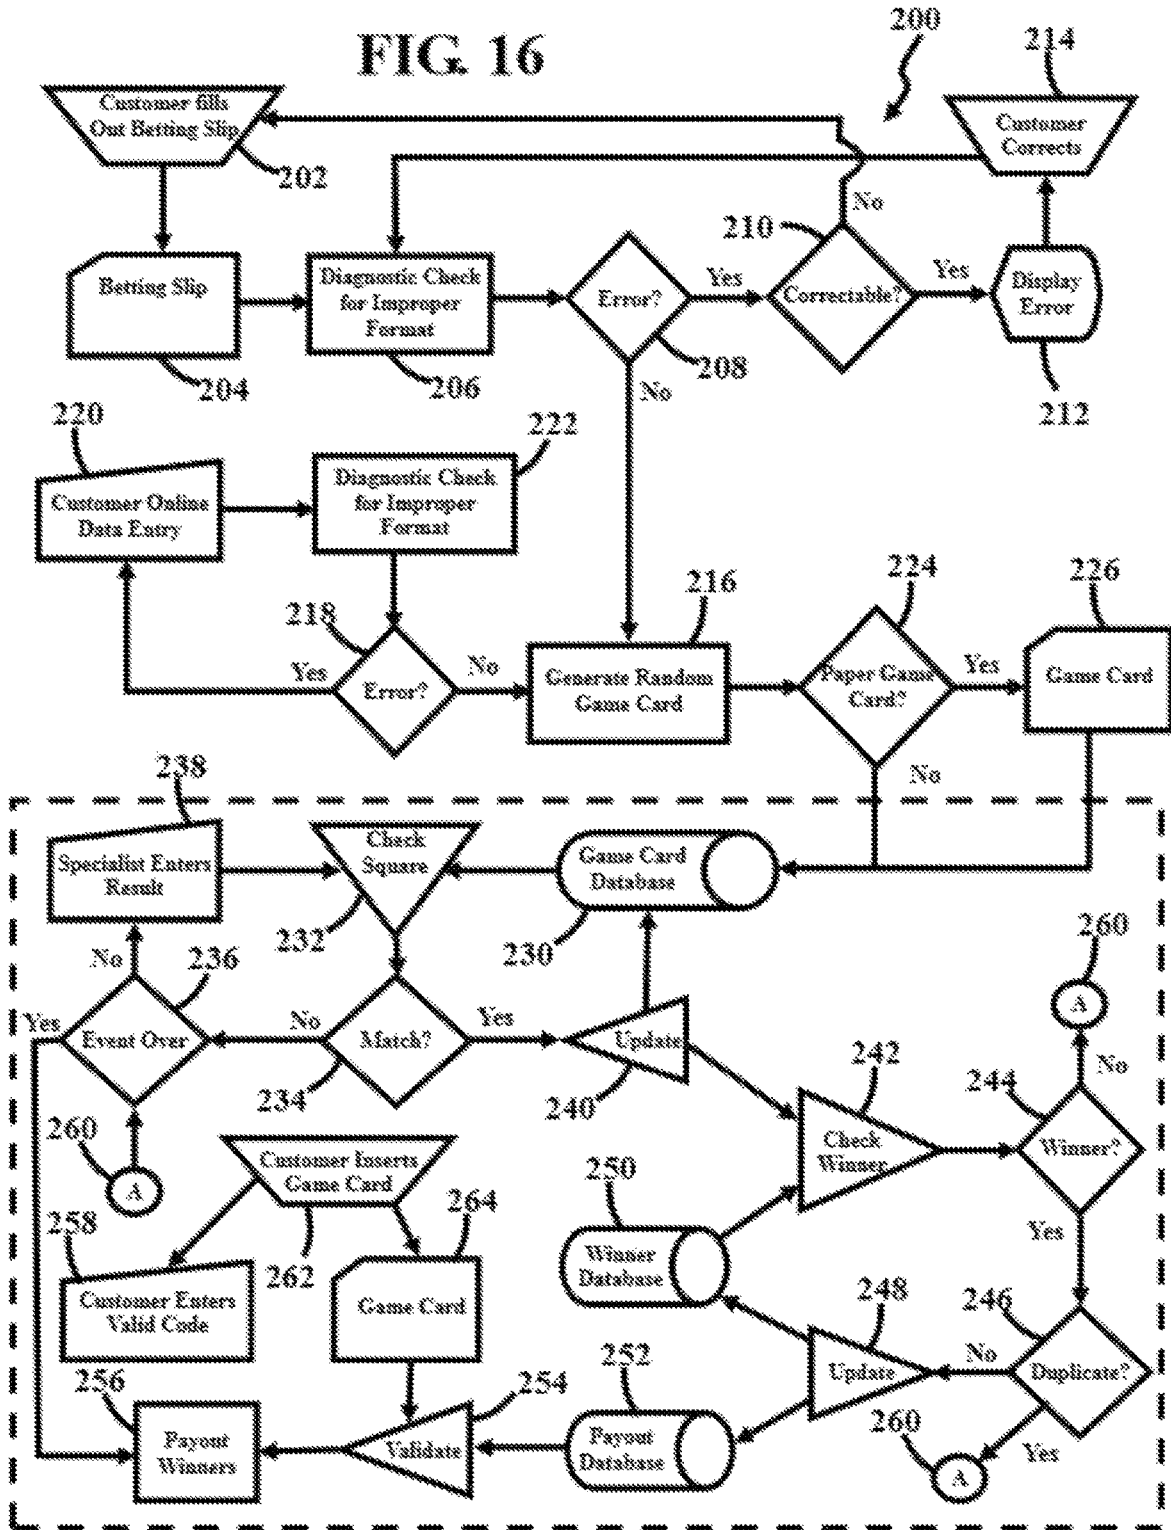 FIG. 16
200
214
Customer fills
Out Betting Slip
Customer
Corrects
202
No
210
Betting Slip
Diagnostic Check
for Improper
Format
Error?
Yes
Correctable?
Yes
Display
Error
204
206
208
No
212
220
222
Customer Online
Data Entry
Diagnostic Check
for Improper
Format
218
216
224
226
Yes
Error?
No
Generate Random
Game Card
Paper Game
Card?
Yes
Game Card
No
238
Specialist Enters
Result
Check
Square
Game Card
Database
232
230
260
No
236
A
Yes
Event Over
No
Match?
Yes
Update
242
No
234
240
244
260
Customer Inserts
Game Card
Check
Winner
Winner?
A
250
258
264
Yes
262
Winner
Database
Customer Enters
Valid Code
Game Card
248
246
256
254
252
No
Update
Duplicate?
260
Payout
Winners
Validate
Payout
Database
Yes
A